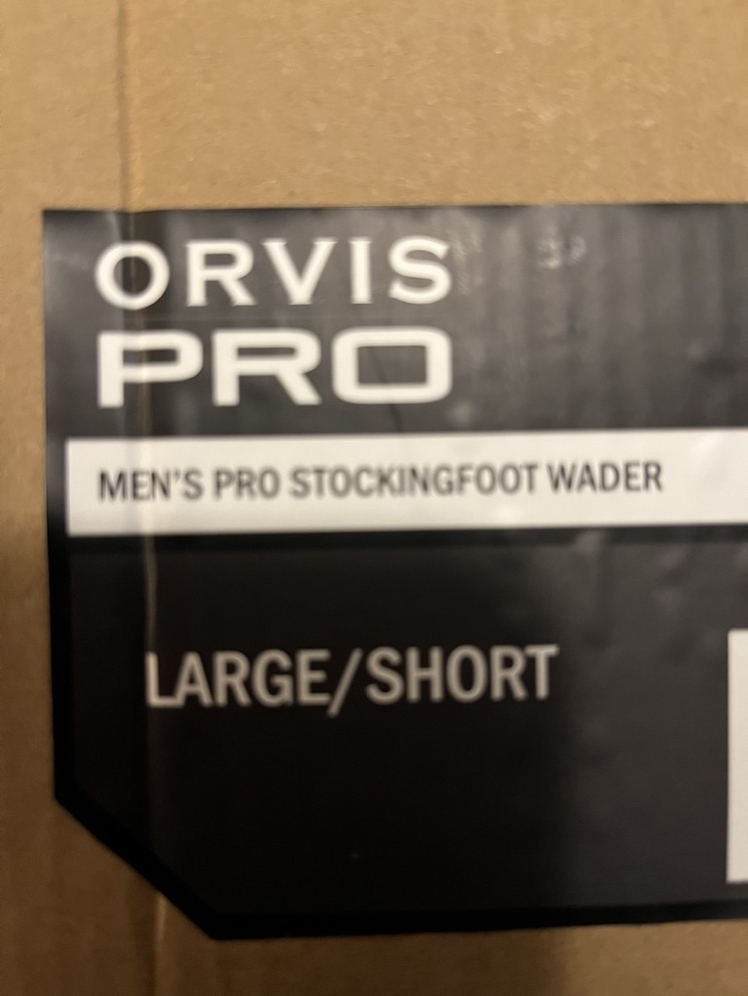 ORVIS
PRO
MEN'S PRO STOCKINGFOOT WADER
LARGE/SHORT